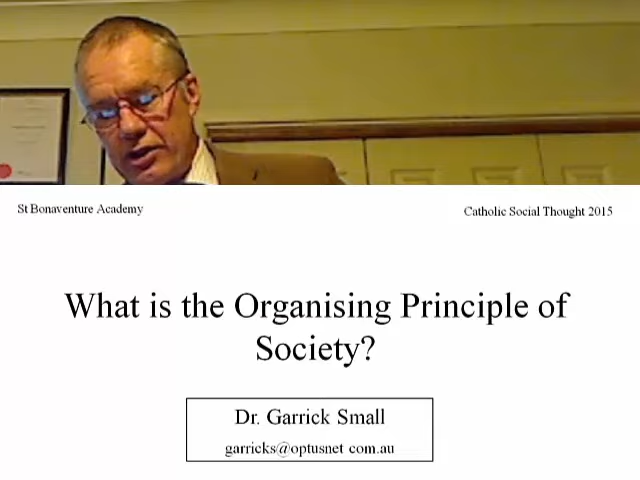 St Bonaventure Academy
Catholic Social Thought 2015
What is the Organising Principle of
Society?
Dr. Garrick Small
garricks@optusnet com.au